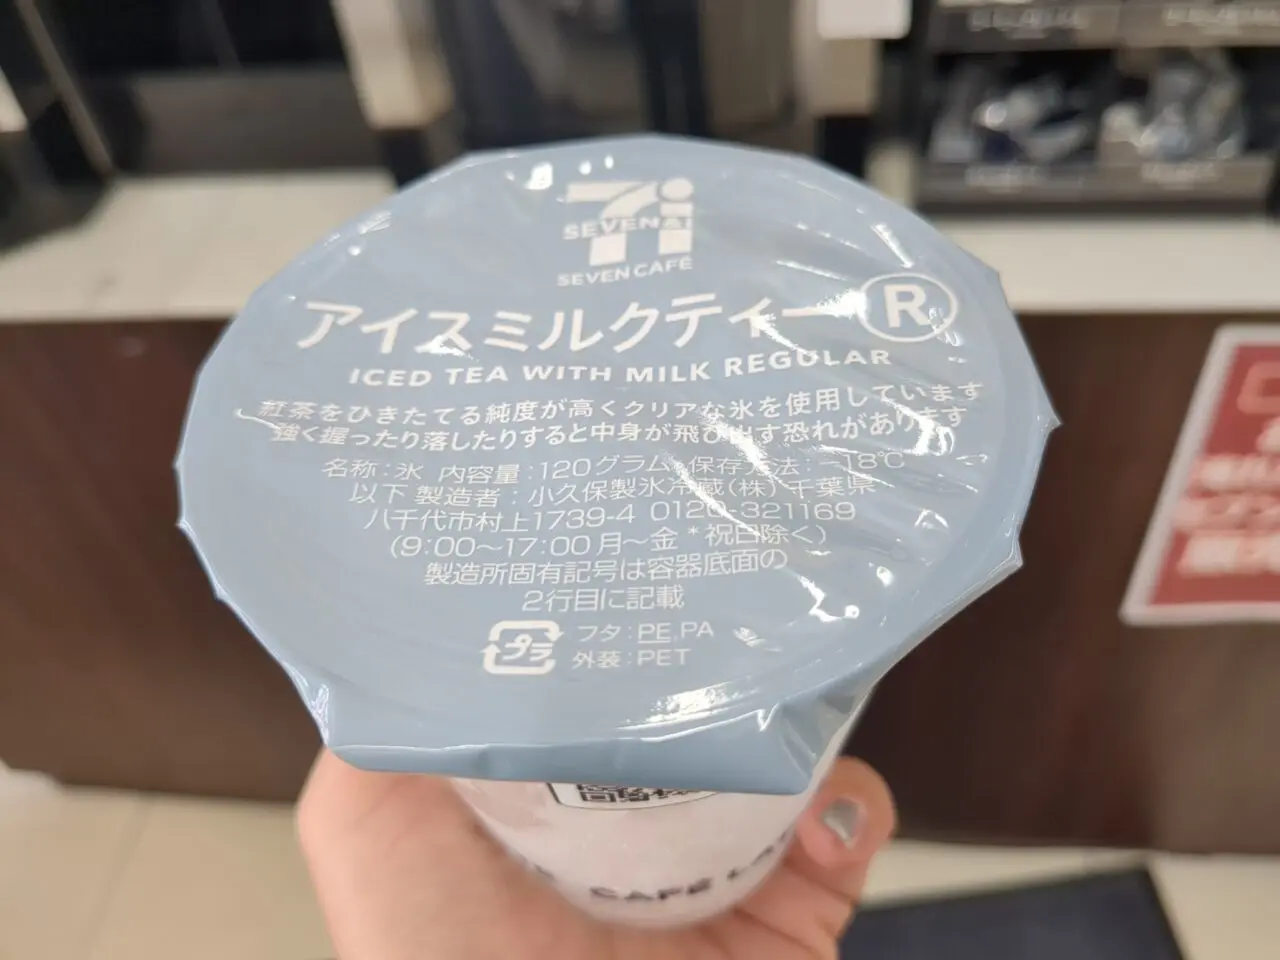 SEVEN&i
SEVEN CAFÉ
アイスミルクティー Ⓡ
ICED TEA WITH MILK REGULAR
紅茶をひきたてる純度が高くクリアな氷を使用しています
強く握ったり落したりすると中身が飛び出す恐れがあります
名称:氷 内容量:120グラム 保存方法:-18℃
以下 製造者:小久保製氷冷蔵(株)千葉県
八千代市村上1739-4 0120-321169
(9:00〜17:00 月〜金 *祝日除く)
製造所固有記号は容器底面の
2行目に記載
プラ
フタ:PE,PA
外装:PET
CAFÉ